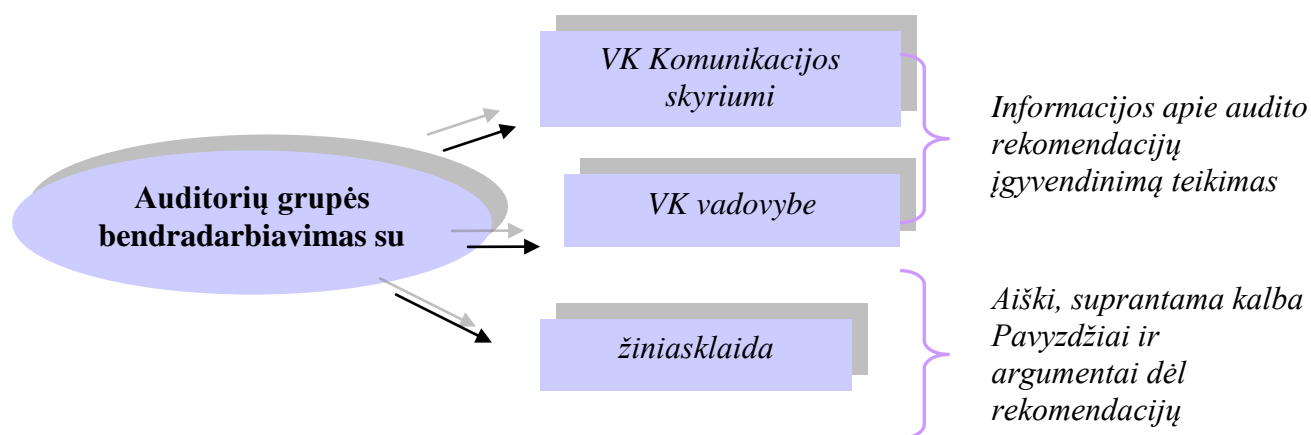 Auditorių grupės
bendradarbiavimas su
VK Komunikacijos
skyriumi
VK vadovybe
žiniasklaida
Informacijos apie audito
rekomendacijų
įgyvendinimą teikimas
Aiški, suprantama kalba
Pavyzdžiai ir
argumentai dėl
rekomendacijų